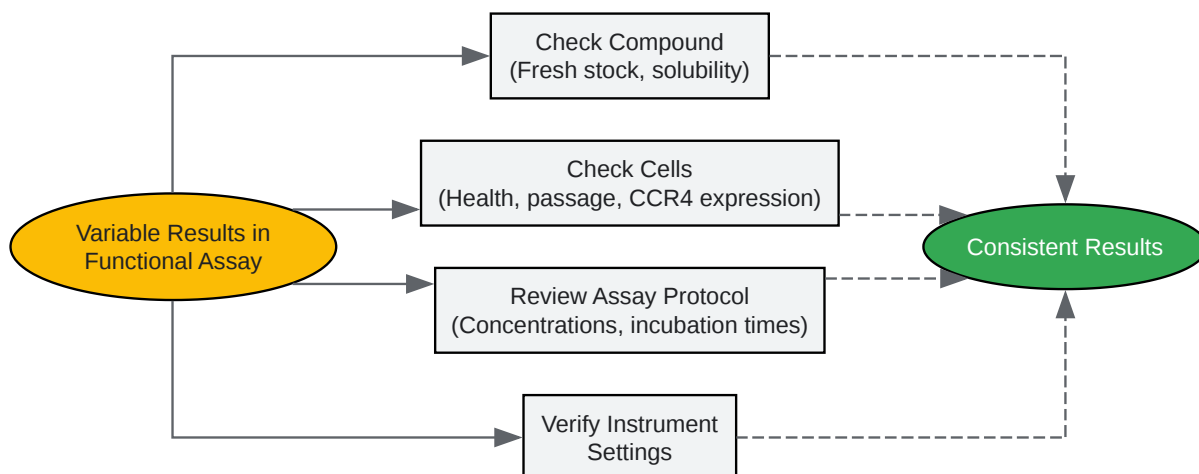 Check Compound
(Fresh stock, solubility)
Check Cells
(Health, passage, CCR4 expression)
Variable Results in
Functional Assay
Consistent Results
Review Assay Protocol
(Concentrations, incubation times)
Verify Instrument
Settings